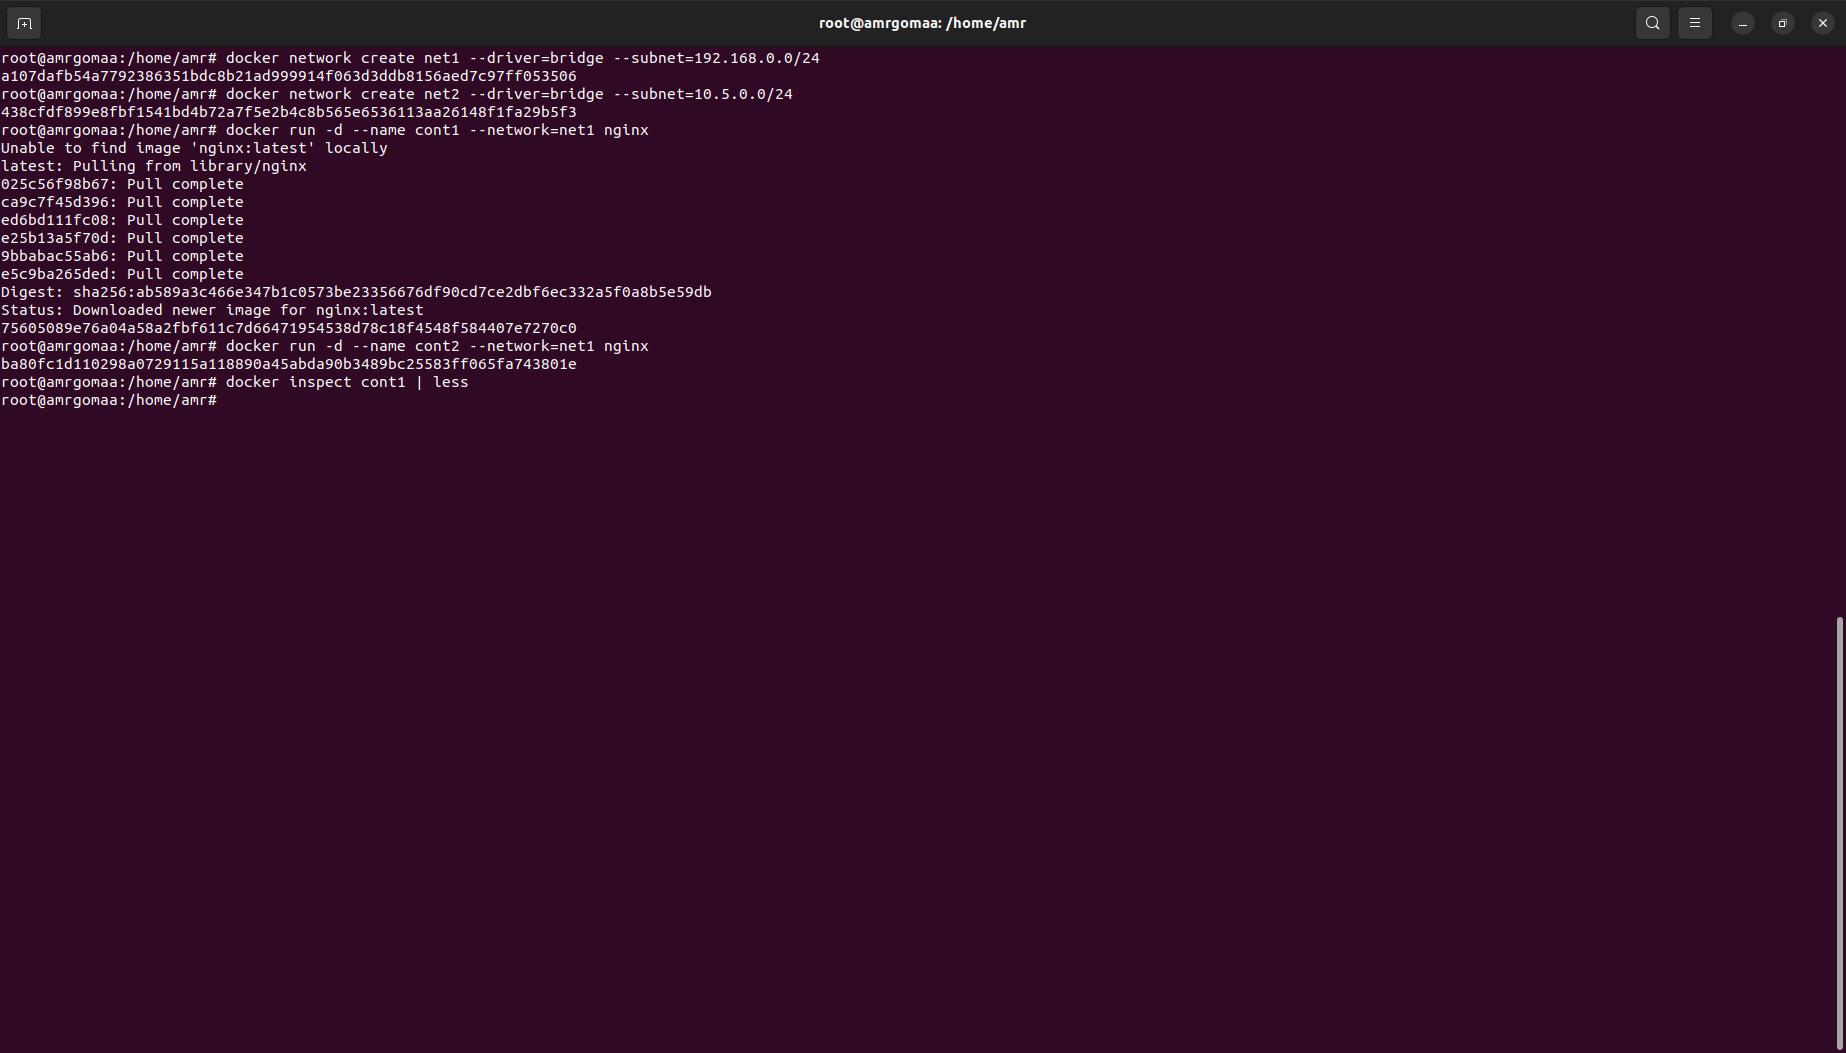 root@amrgomaa: /home/amr
root@amrgomaa:/home/amr# docker network create net1 --driver=bridge --subnet=192.168.0.0/24
a107dafb54a7792386351bdc8b21ad999914f063d3ddb8156aed7c97ff053506
root@amrgomaa:/home/amr# docker network create net2 --driver=bridge --subnet=10.5.0.0/24
438cfdf899e8fbf1541bd4b72a7f5e2b4c8b565e6536113aa26148f1fa29b5f3
root@amrgomaa:/home/amr# docker run -d --name cont1 --network=net1 nginx
Unable to find image 'nginx:latest' locally
latest: Pulling from library/nginx
025c56f98b67: Pull complete
ca9c7f45d396: Pull complete
ed6bd111fc08: Pull complete
e25b13a5f70d: Pull complete
9bbabac55ab6: Pull complete
e5c9ba265ded: Pull complete
Digest: sha256:ab589a3c466e347b1c0573be23356676df90cd7ce2dbf6ec332a5f0a8b5e59db
Status: Downloaded newer image for nginx:latest
75605089e76a04a58a2fbf611c7d66471954538d78c18f4548f584407e7270c0
root@amrgomaa:/home/amr# docker run -d --name cont2 --network=net1 nginx
ba80fc1d110298a0729115a118890a45abda90b3489bc25583ff065fa743801e
root@amrgomaa:/home/amr# docker inspect cont1 | less
root@amrgomaa:/home/amr#